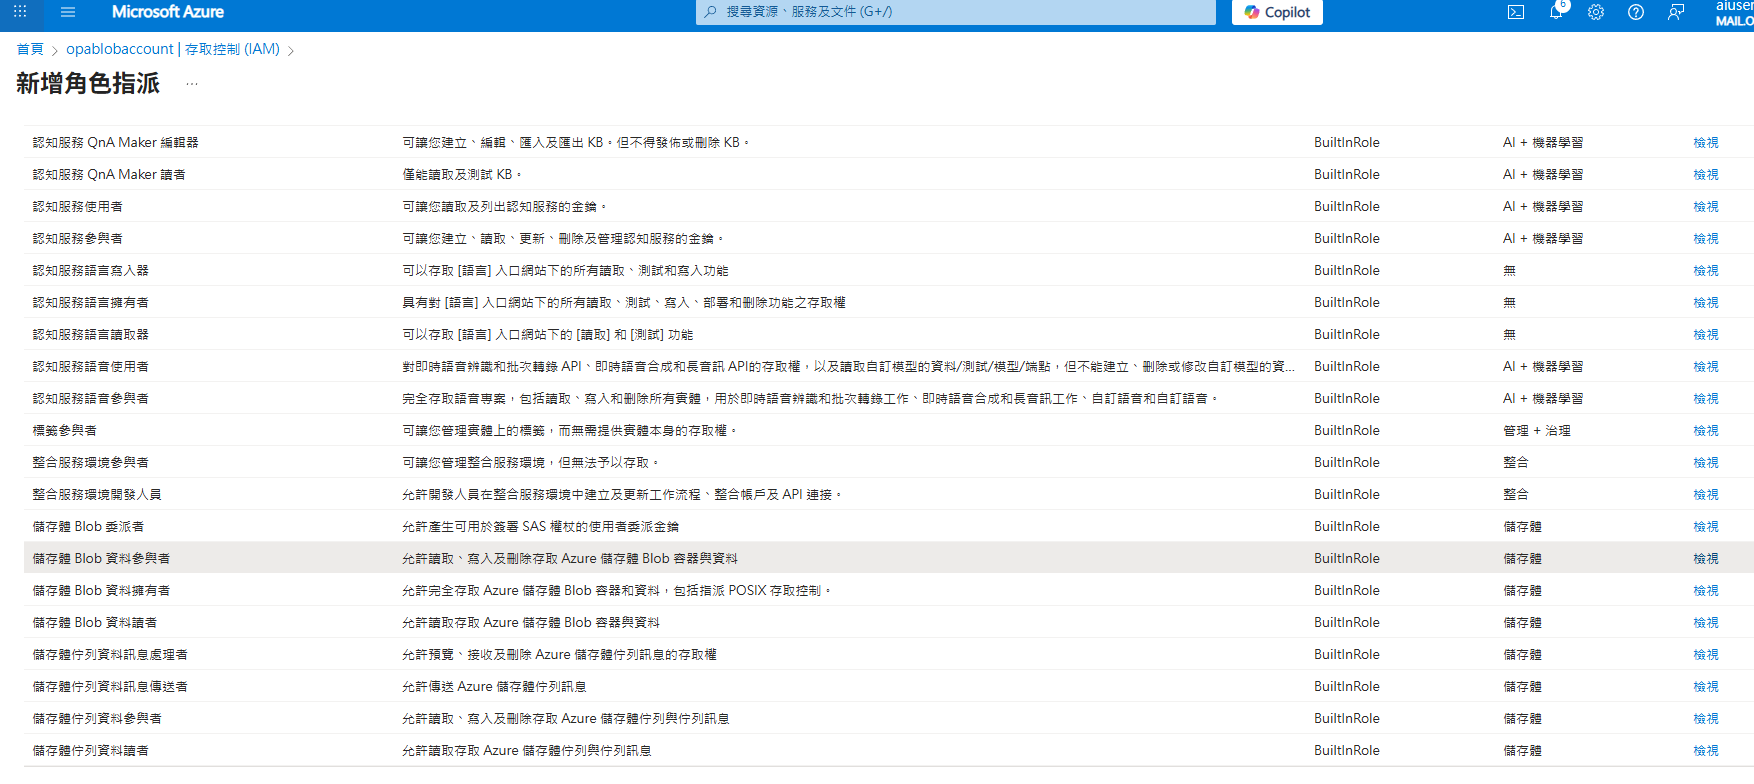 Microsoft Azure
搜尋資源、服務及文件 (G+/)
Copilot
6
aiuser
MAILO
首頁 > opablobaccount | 存取控制 (IAM) >
新增角色指派 ...
認知服務 QnA Maker 編輯器 可讓您建立、編輯、匯入及匯出 KB。但不得發佈或刪除 KB。 BuiltInRole AI + 機器學習 檢視
認知服務 QnA Maker 讀者 僅能讀取及測試 KB。 BuiltInRole AI + 機器學習 檢視
認知服務使用者 可讓您讀取及列出認知服務的金鑰。 BuiltInRole AI + 機器學習 檢視
認知服務參與者 可讓您建立、讀取、更新、刪除及管理認知服務的金鑰。 BuiltInRole AI + 機器學習 檢視
認知服務語言寫入器 可以存取 [語言] 入口網站下的所有讀取、測試和寫入功能 BuiltInRole 無 檢視
認知服務語言擁有者 具有對 [語言] 入口網站下的所有讀取、測試、寫入、部署和刪除功能之存取權 BuiltInRole 無 檢視
認知服務語言讀取器 可以存取 [語言] 入口網站下的 [讀取] 和 [測試] 功能 BuiltInRole 無 檢視
認知服務語音使用者 對即時語音辨識和批次轉錄 API、即時語音合成和長音訊 API的存取權，以及讀取自訂模型的資料/測試/模型/端點，但不能建立、刪除或修改自訂模型的資... BuiltInRole AI + 機器學習 檢視
認知服務語音參與者 完全存取語音專案，包括讀取、寫入和刪除所有實體，用於即時語音辨識和批次轉錄工作、即時語音合成和長音訊工作、自訂語音和自訂語音。 BuiltInRole AI + 機器學習 檢視
標籤參與者 可讓您管理實體上的標籤，而無需提供實體本身的存取權。 BuiltInRole 管理 + 治理 檢視
整合服務環境參與者 可讓您管理整合服務環境，但無法予以存取。 BuiltInRole 整合 檢視
整合服務環境開發人員 允許開發人員在整合服務環境中建立及更新工作流程、整合帳戶及 API 連接。 BuiltInRole 整合 檢視
儲存體 Blob 委派者 允許產生可用於簽署 SAS 權杖的使用者委派金鑰 BuiltInRole 儲存體 檢視
儲存體 Blob 資料參與者 允許讀取、寫入及刪除存取 Azure 儲存體 Blob 容器與資料 BuiltInRole 儲存體 檢視
儲存體 Blob 資料擁有者 允許完全存取 Azure 儲存體 Blob 容器和資料，包括指派 POSIX 存取控制。 BuiltInRole 儲存體 檢視
儲存體 Blob 資料讀者 允許讀取存取 Azure 儲存體 Blob 容器與資料 BuiltInRole 儲存體 檢視
儲存體佇列資料訊息處理者 允許預覽、接收及刪除 Azure 儲存體佇列訊息的存取權 BuiltInRole 儲存體 檢視
儲存體佇列資料訊息傳送者 允許傳送 Azure 儲存體佇列訊息 BuiltInRole 儲存體 檢視
儲存體佇列資料參與者 允許讀取、寫入及刪除存取 Azure 儲存體佇列與佇列訊息 BuiltInRole 儲存體 檢視
儲存體佇列資料讀者 允許讀取存取 Azure 儲存體佇列與佇列訊息 BuiltInRole 儲存體 檢視